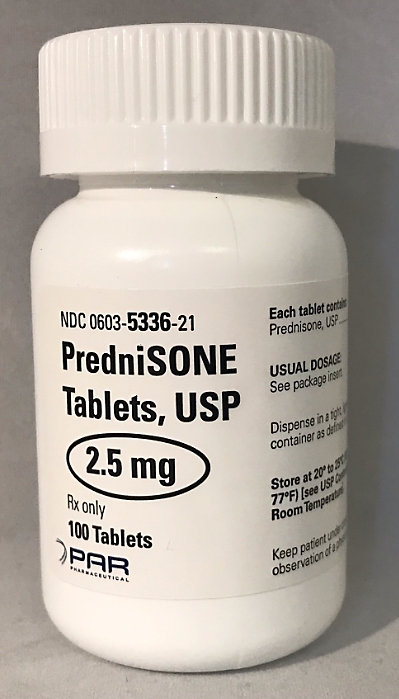 NDC 0603-5336-21
PredniSONE
Tablets, USP
2.5 mg
Rx only
100 Tablets
PAR
PHARMACEUTICAL
Each tablet
Prednisone, USP
USUAL DOSAGE:
See package insert.
Dispense in a tight,
container as defined
Store at 20° to 25°
77°F) [see USP
Room Temperature
Keep patient under
observation of a